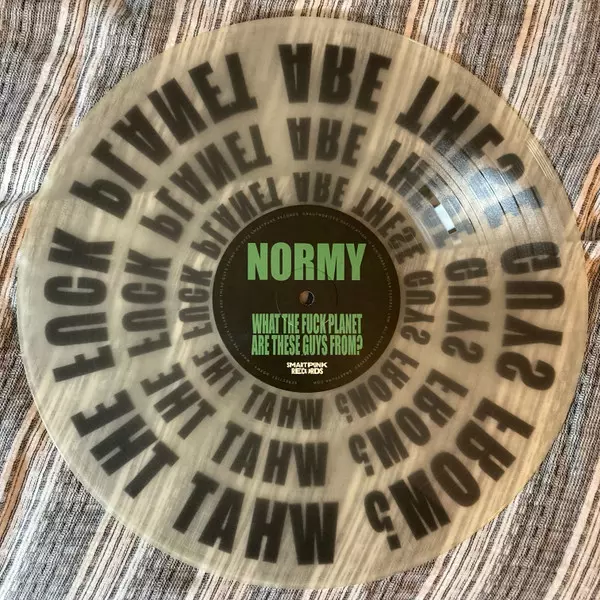 WHAT THE FUCK PLANET ARE THESE GUYS FROM?
WHAT THE FUCK PLANET ARE THESE GUYS FROM?
WHAT THE FUCK PLANET ARE THESE GUYS FROM?
NORMY
WHAT THE FUCK PLANET
ARE THESE GUYS FROM?
SMARTPUNK
RECORDS